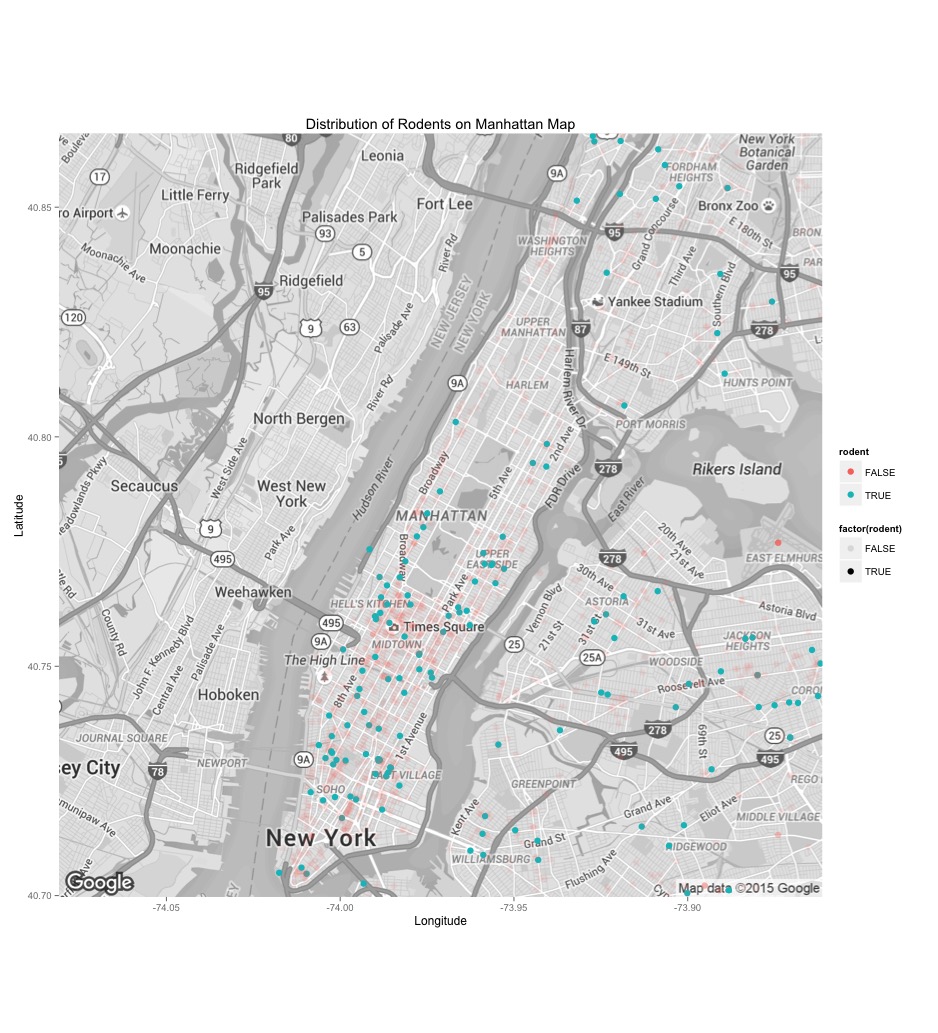 Distribution of Rodents on Manhattan Map
Latitude
40.85
40.80
40.75
40.70
-74.05
-74.00
-73.95
-73.90
Longitude
rodent
FALSE
TRUE
factor(rodent)
FALSE
TRUE
80
Leonia
Ridgefield
Park
17
Little Ferry
Fort Lee
9A
New York
Botanical
Garden
FORDHAM
HEIGHTS
Bronx Zoo
ro Airport
Palisades Park
93
5
Moonachie
Moonachie Ave
Ridgefield
95
River Rd
WASHINGTON
HEIGHTS
95
Grand Concourse
Third Ave
E 180th St
BRON
PAR
95
Southern Blvd
NEW JERSEY
NEW YORK
Yankee Stadium
120
9
63
Palisade Ave
UPPER
MANHATTAN
87
278
E 149th St
HARLEM
Harlem River Dr
HUNTS POINT
9A
River Rd
North Bergen
PORT MORRIS
West Side Ave
Secaucus
West New
York
Hudson River
Broadway
5th Ave
2nd Ave
FDR Drive
278
East River
Rikers Island
9
Park Ave
495
MANHATTAN
Broadway
UPPER
EAST SIDE
20th Ave
21st Ave
278
EAST ELMHURS
30th Ave
ASTORIA
Astoria Blvd
Weehawken
HELL'S KITCHEN
Park Ave
Vernon Blvd
21st St
31st St
31st Ave
495
Times Square
9A
MIDTOWN
25
25A
JACKSON
HEIGHTS
WOODSIDE
Roosevelt Ave
CORO
The High Line
8th Ave
County Rd
John F. Kennedy Blvd
Central Ave
Palisade Ave
Hoboken
1st Avenue
278
495
69th St
25
495
JOURNAL SQUARE
NEWPORT
sey City
78
9A
EAST VILLAGE
SOHO
GREENPOINT
REGO
Kent Ave
Grand Ave
Eliot Ave
MIDDLE VILLAGE
New York
Grand St
WILLIAMSBURG
Flushing Ave
RIDGEWOOD
Google
Map data ©2015 Google